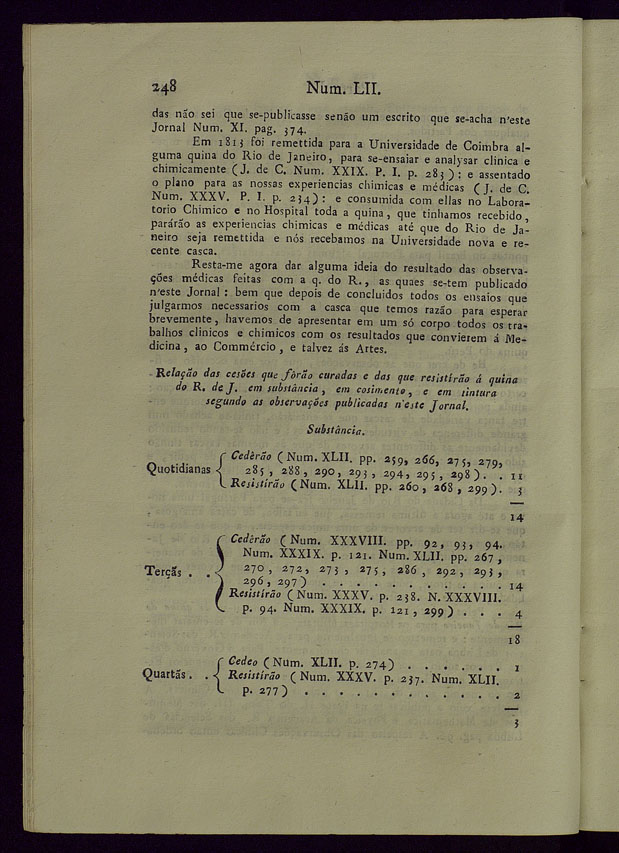 248 Num. LII.
das não sei que se-publicasse senão um escrito que se-acha n'este
Jornal Num. XI. pag. 374.
Em 1813 foi remettida para a Universidade de Coimbra al-
guma quina do Rio de Janeiro, para se-ensaiar e analysar clinica e
chimicamente (J. de C. Num. XXIX. P. I. p. 283): e assentado
o plano para as nossas experiencias chimicas e médicas (J. de C.
Num. XXXV. P. I. p. 234): e consumida com ellas no Labora-
torio Chimico e no Hospital toda a quina, que tinhamos recebido,
parárão as experiencias chimicas e médicas até que do Rio de Ja-
neiro seja remettida e nós recebamos na Universidade nova e re-
cente casca.
Resta-me agora dar alguma ideia do resultado das observa-
ções médicas feitas com a q. do R., as quaes se-tem publicado
n'este Jornal: bem que depois de concluidos todos os ensaios que
julgarmos necessarios com a casca que temos razão para esperar
brevemente, havemos de apresentar em um só corpo todos os tra-
balhos clinicos e chimicos com os resultados que convierem á Me-
dicina, ao Commércio, e talvez ás Artes.
Relação das cesões que fôrão curadas e das que resistírão á quina
do R. de J. em substância, em cosimento, e em tintura
segundo as observações publicadas n'este Jornal.
Substância.
Quotidianas { Cedêrão (Num. XLII. pp. 259, 266, 275, 279,
285, 288, 290, 293, 294, 295, 298). . 11
Resistírão (Num. XLII. pp. 260, 268, 299). 3
14
Terçãs . . { Cedêrão (Num. XXXVIII. pp. 92, 93, 94.
Num. XXXIX. p. 121. Num. XLII. pp. 267,
270, 272, 273, 275, 286, 292, 293,
296, 297) . . . . . . . . . . . . 14
Resistírão (Num. XXXV. p. 238. N. XXXVIII.
p. 94. Num. XXXIX. p. 121, 299) . . . 4
18
Quartãs. . { Cedeo (Num. XLII. p. 274) . . . . . . 1
Resistírão (Num. XXXV. p. 237. Num. XLII.
p. 277) . . . . . . . . . . . . 2
3